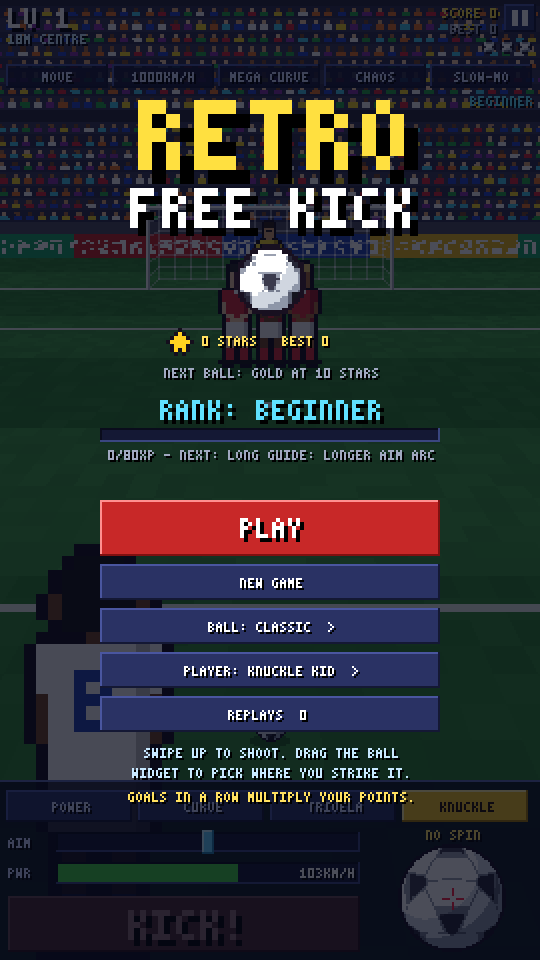 LV 1
SCORE 0
18M CENTRE
BEST 0
MOVE
1000KM/H
MEGA CURVE
CHAOS
SLOW-MO
BEGINNER
RETRO
FREE KICK
0 STARS BEST 0
NEXT BALL: GOLD AT 10 STARS
RANK: BEGINNER
0/80XP - NEXT: LONG GUIDE: LONGER AIM ARC
PLAY
NEW GAME
BALL: CLASSIC >
PLAYER: KNUCKLE KID >
REPLAYS 0
SWIPE UP TO SHOOT. DRAG THE BALL
WIDGET TO PICK WHERE YOU STRIKE IT.
GOALS IN A ROW MULTIPLY YOUR POINTS.
POWER
CURVE
TRIVELA
KNUCKLE
NO SPIN
AIM
PWR
103KM/H
KICK!